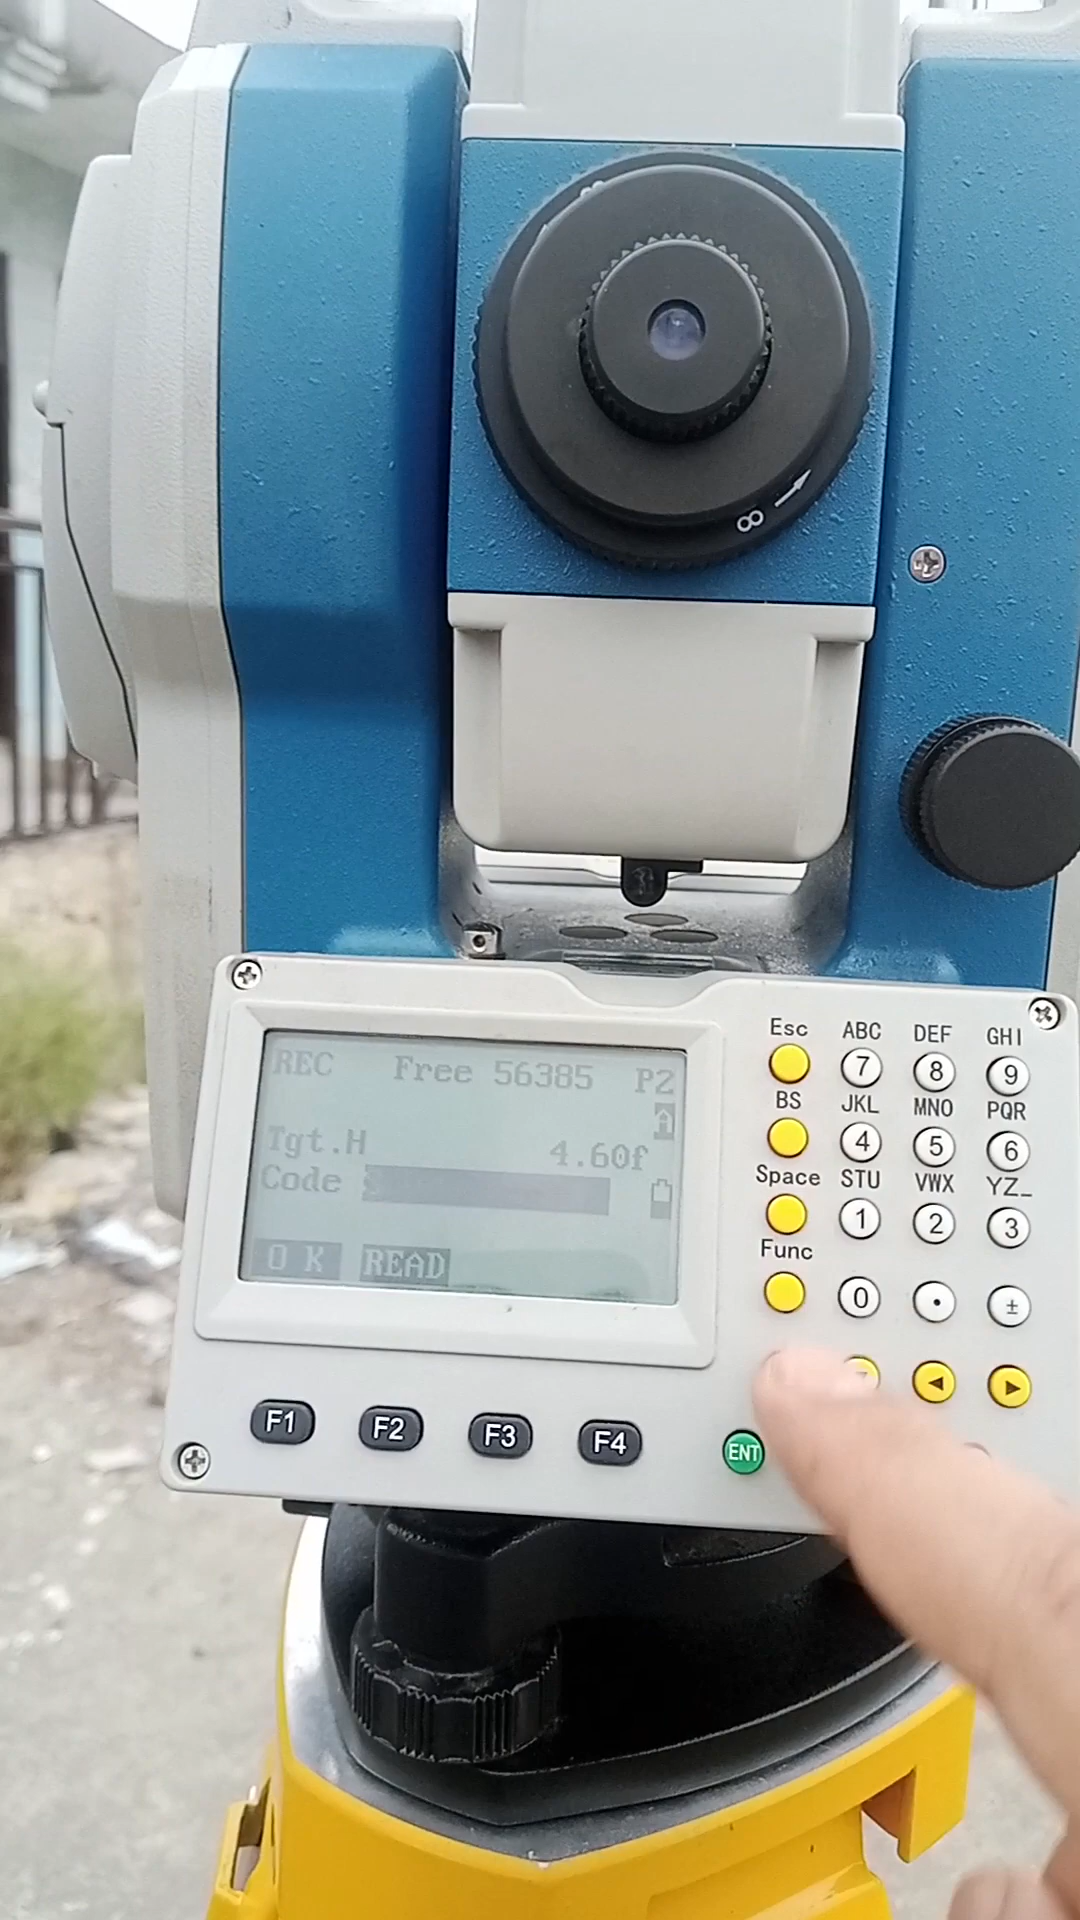 ∞
REC Free 56385 P2
A
Tgt.H 4.60f
Code
O K READ
Esc ABC DEF GHI
7 8 9
BS JKL MNO PQR
4 5 6
Space STU VWX YZ_
1 2 3
Func
0 • ±
◀ ▶
F1 F2 F3 F4 ENT